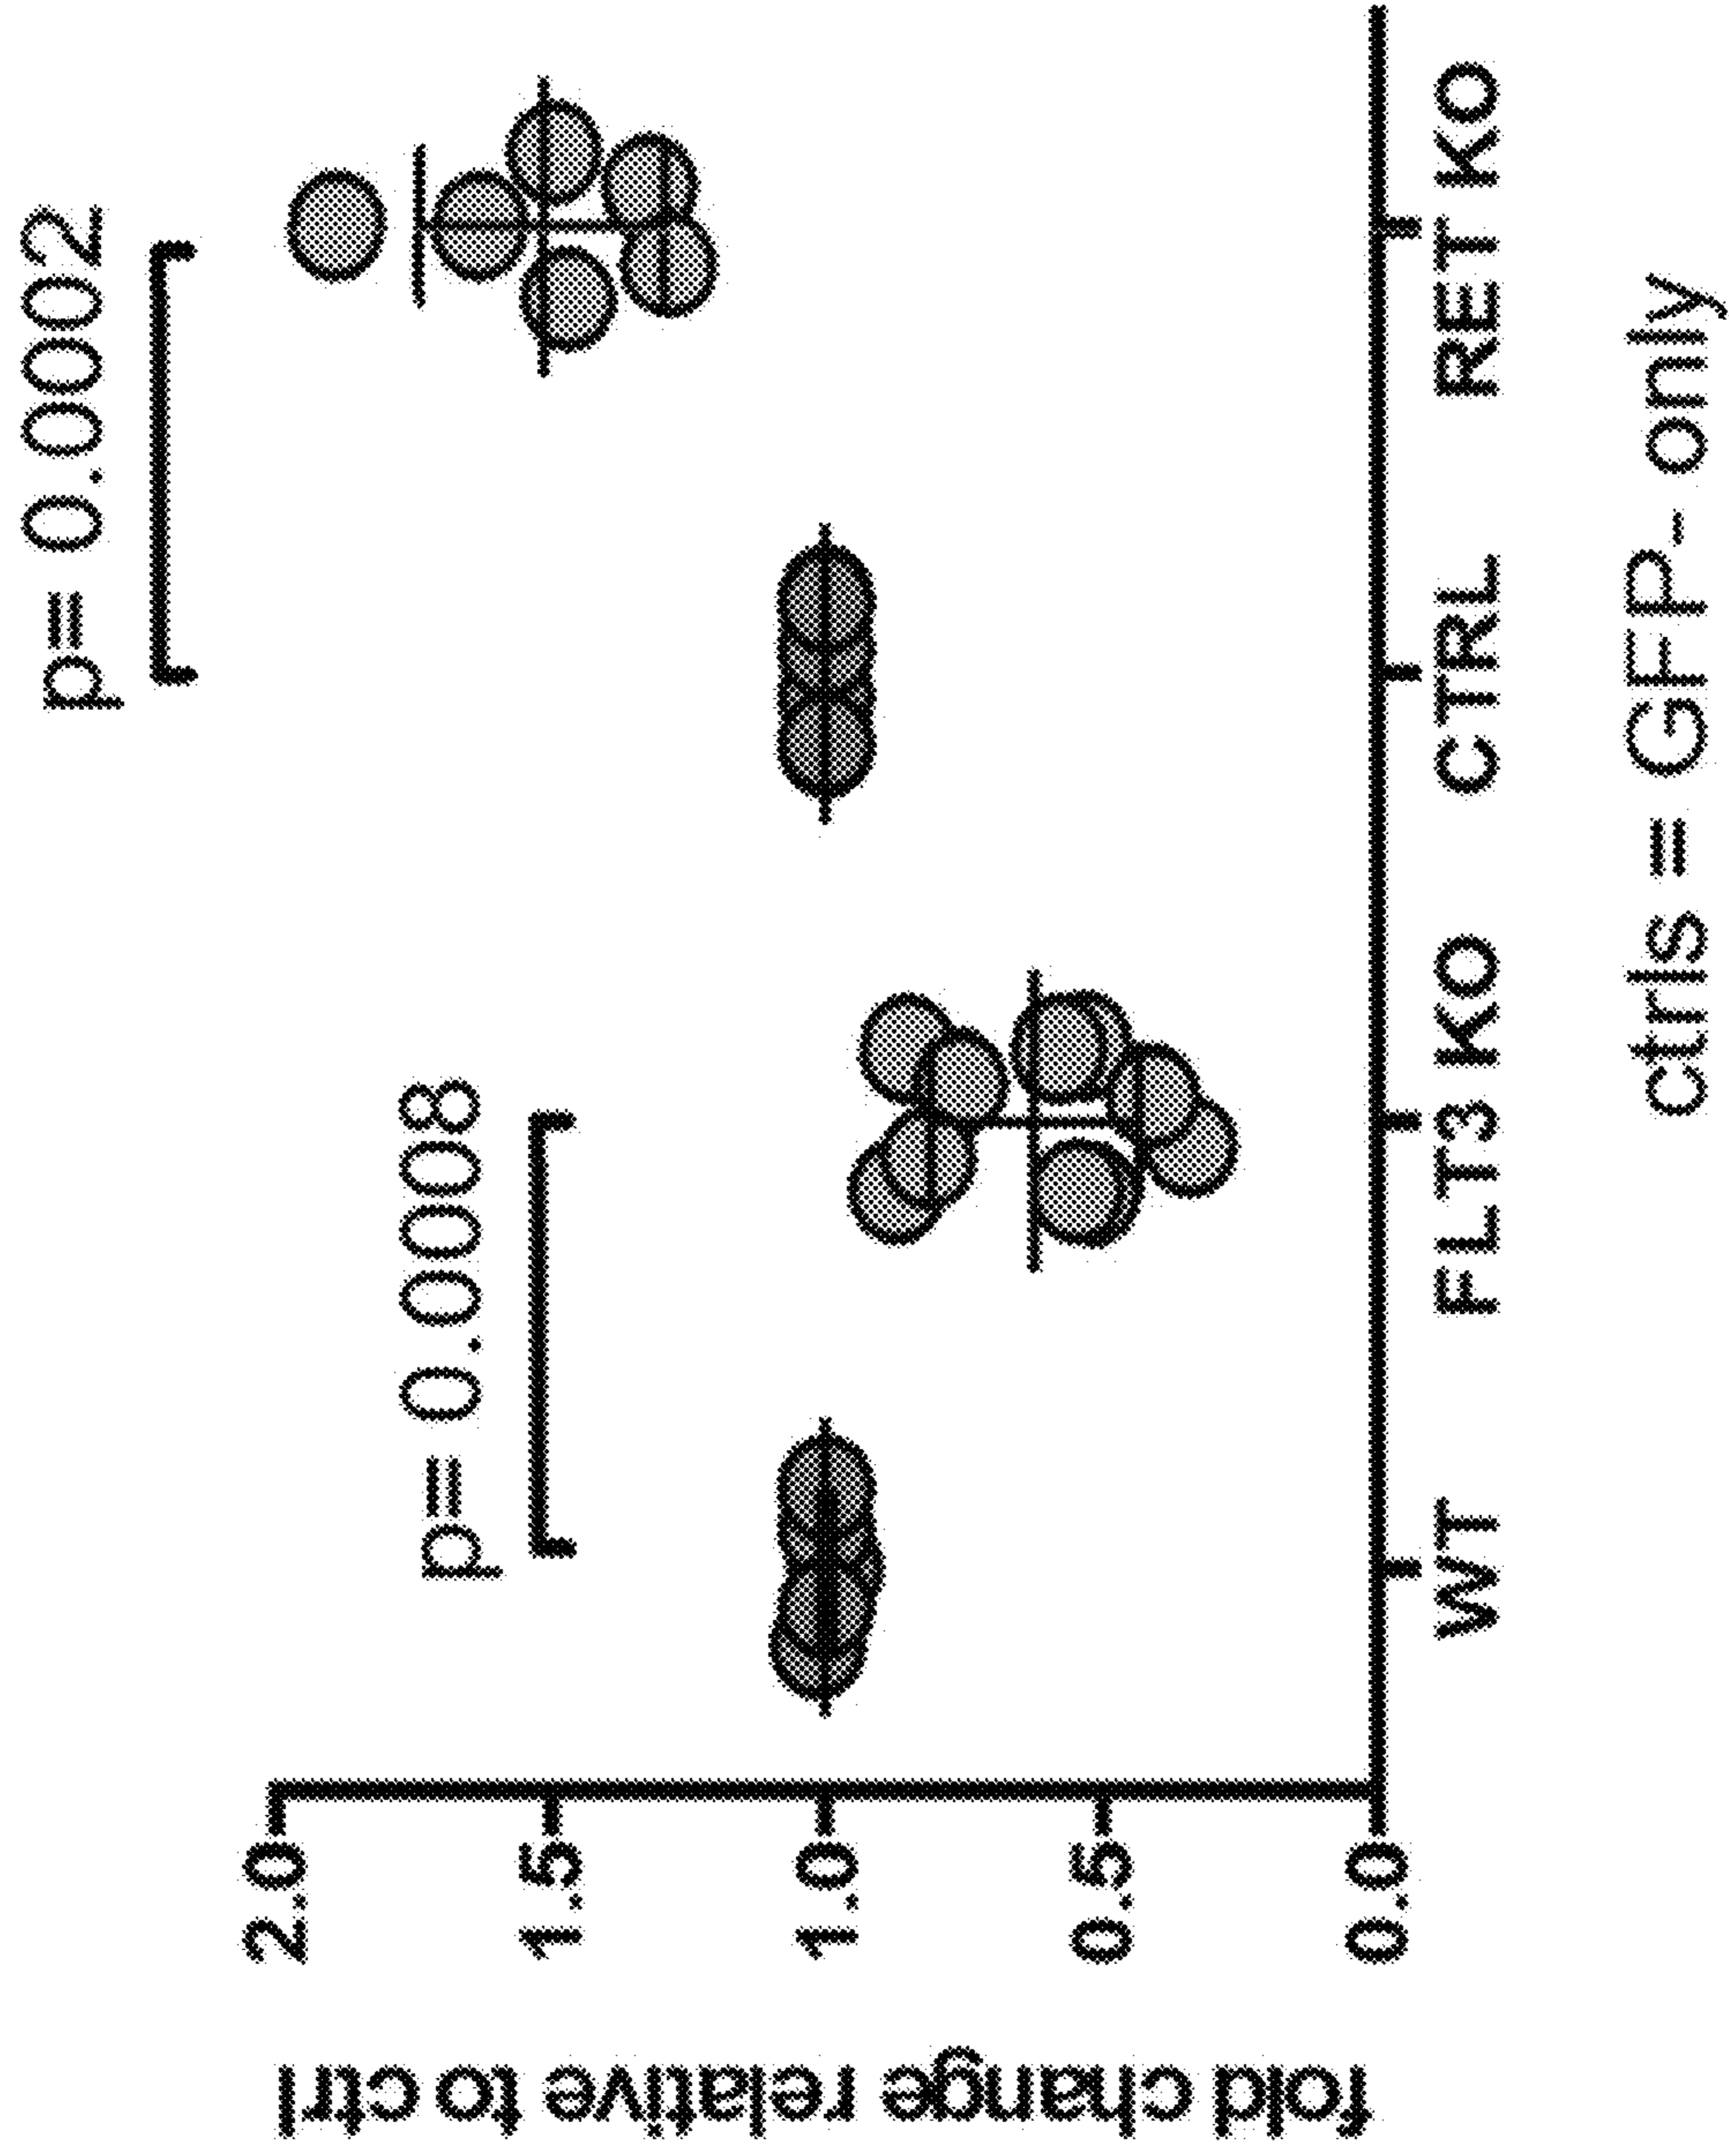 p= 0.0002
p= 0.0008
fold change relative to ctrl
2.0
1.5
1.0
0.5
0.0
WT FLT3 KO CTRL RET KO
ctrls = GFP- only